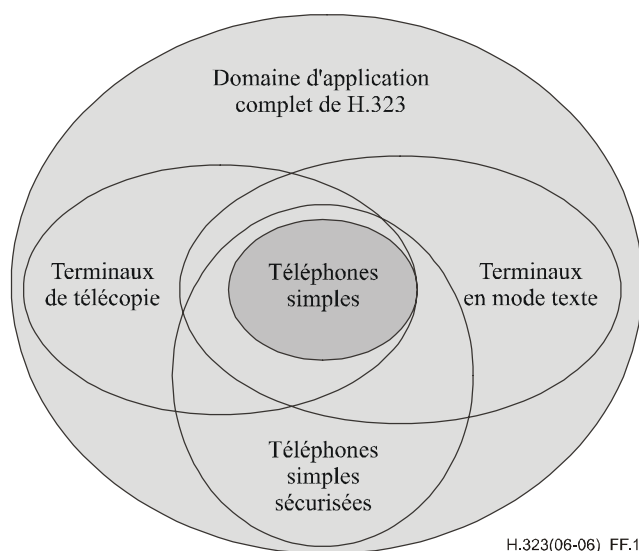 Domaine d'application
complet de H.323
Terminaux
de télécopie
Téléphones
simples
Terminaux
en mode texte
Téléphones
simples
sécurisées
H.323(06-06)_FF.1